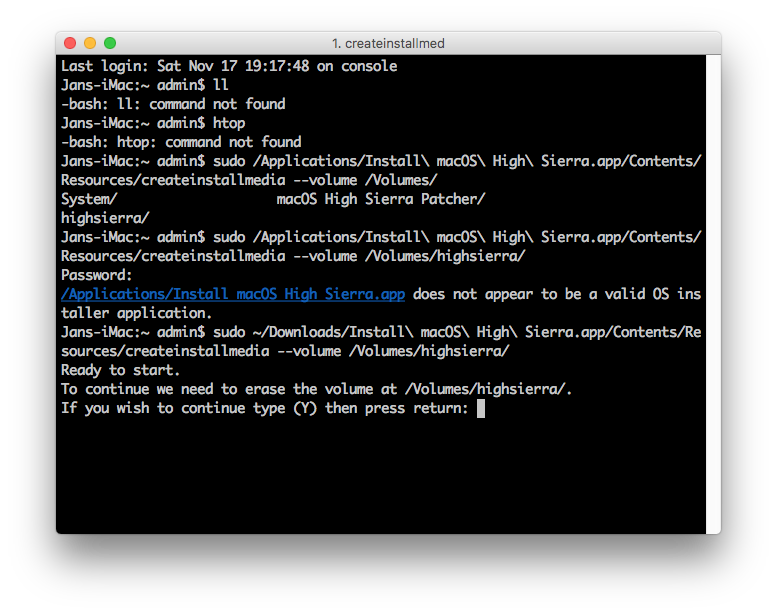 1. createinstallmed
Last login: Sat Nov 17 19:17:48 on console
Jans-iMac:~ admin$ ll
-bash: ll: command not found
Jans-iMac:~ admin$ htop
-bash: htop: command not found
Jans-iMac:~ admin$ sudo /Applications/Install\ macOS\ High\ Sierra.app/Contents/
Resources/createinstallmedia --volume /Volumes/
System/                 macOS High Sierra Patcher/
highsierra/
Jans-iMac:~ admin$ sudo /Applications/Install\ macOS\ High\ Sierra.app/Contents/
Resources/createinstallmedia --volume /Volumes/highsierra/
Password:
/Applications/Install macOS High Sierra.app does not appear to be a valid OS ins
taller application.
Jans-iMac:~ admin$ sudo ~/Downloads/Install\ macOS\ High\ Sierra.app/Contents/Re
sources/createinstallmedia --volume /Volumes/highsierra/
Ready to start.
To continue we need to erase the volume at /Volumes/highsierra/.
If you wish to continue type (Y) then press return: